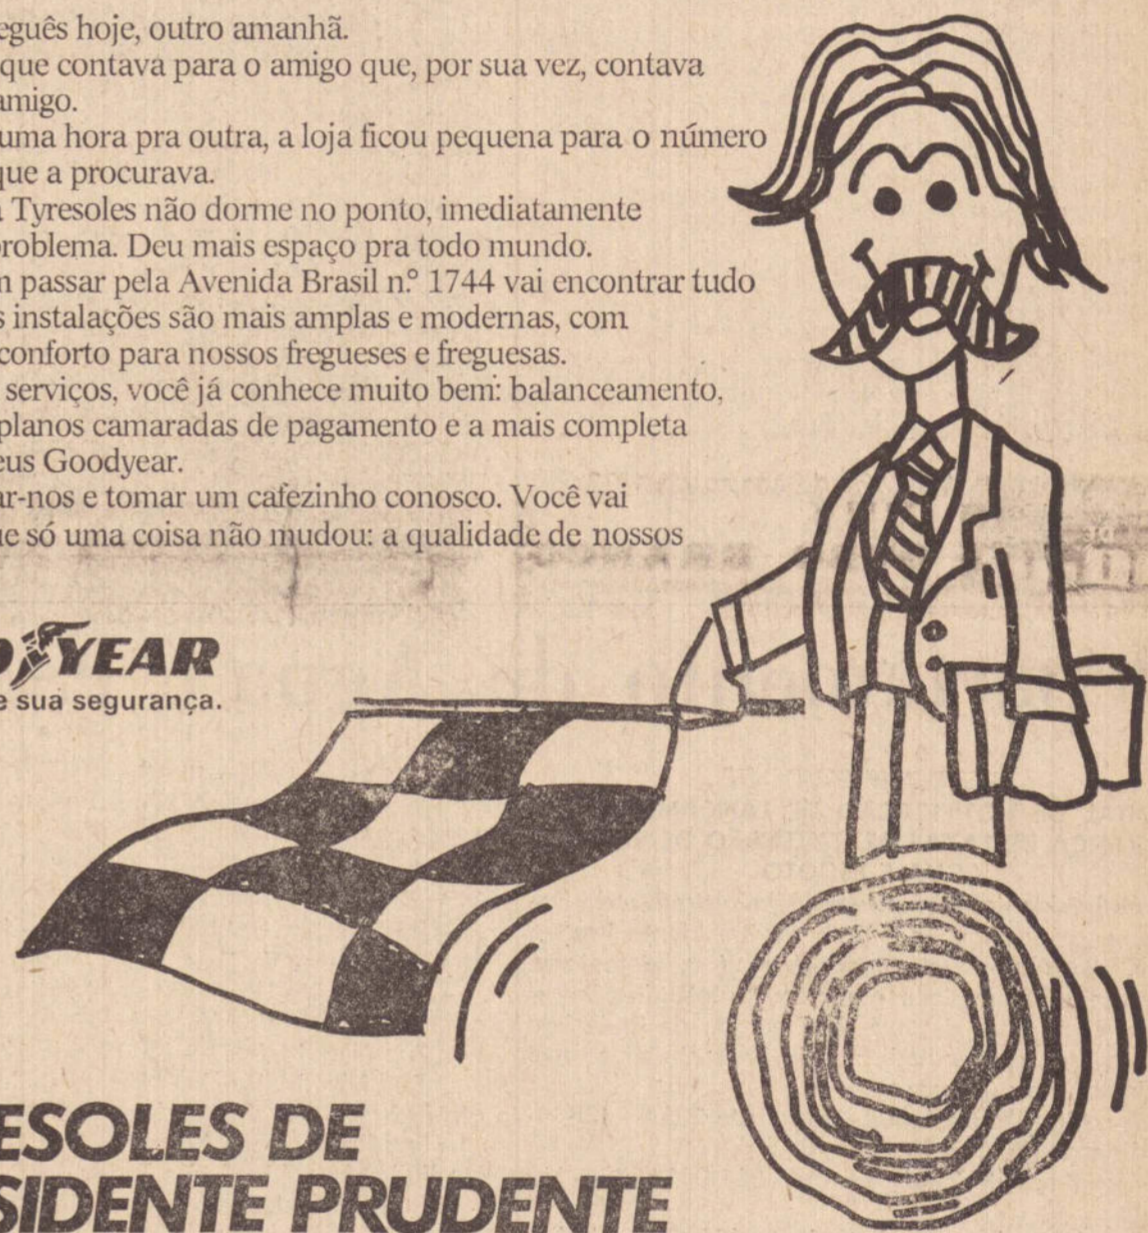 eguês hoje, outro amanhã.
que contava para o amigo que, por sua vez, contava
amigo.
uma hora pra outra, a loja ficou pequena para o número
que a procurava.
Tyresoles não dorme no ponto, imediatamente
roblema. Deu mais espaço pra todo mundo.
passar pela Avenida Brasil n.º 1744 vai encontrar tudo
s instalações são mais amplas e modernas, com
conforto para nossos fregueses e freguesas.
serviços, você já conhece muito bem: balanceamento,
planos camaradas de pagamento e a mais completa
eus Goodyear.
ar-nos e tomar um cafezinho conosco. Você vai
ue só uma coisa não mudou: a qualidade de nossos
YEAR
e sua segurança.
ESOLES DE
SIDENTE PRUDENTE